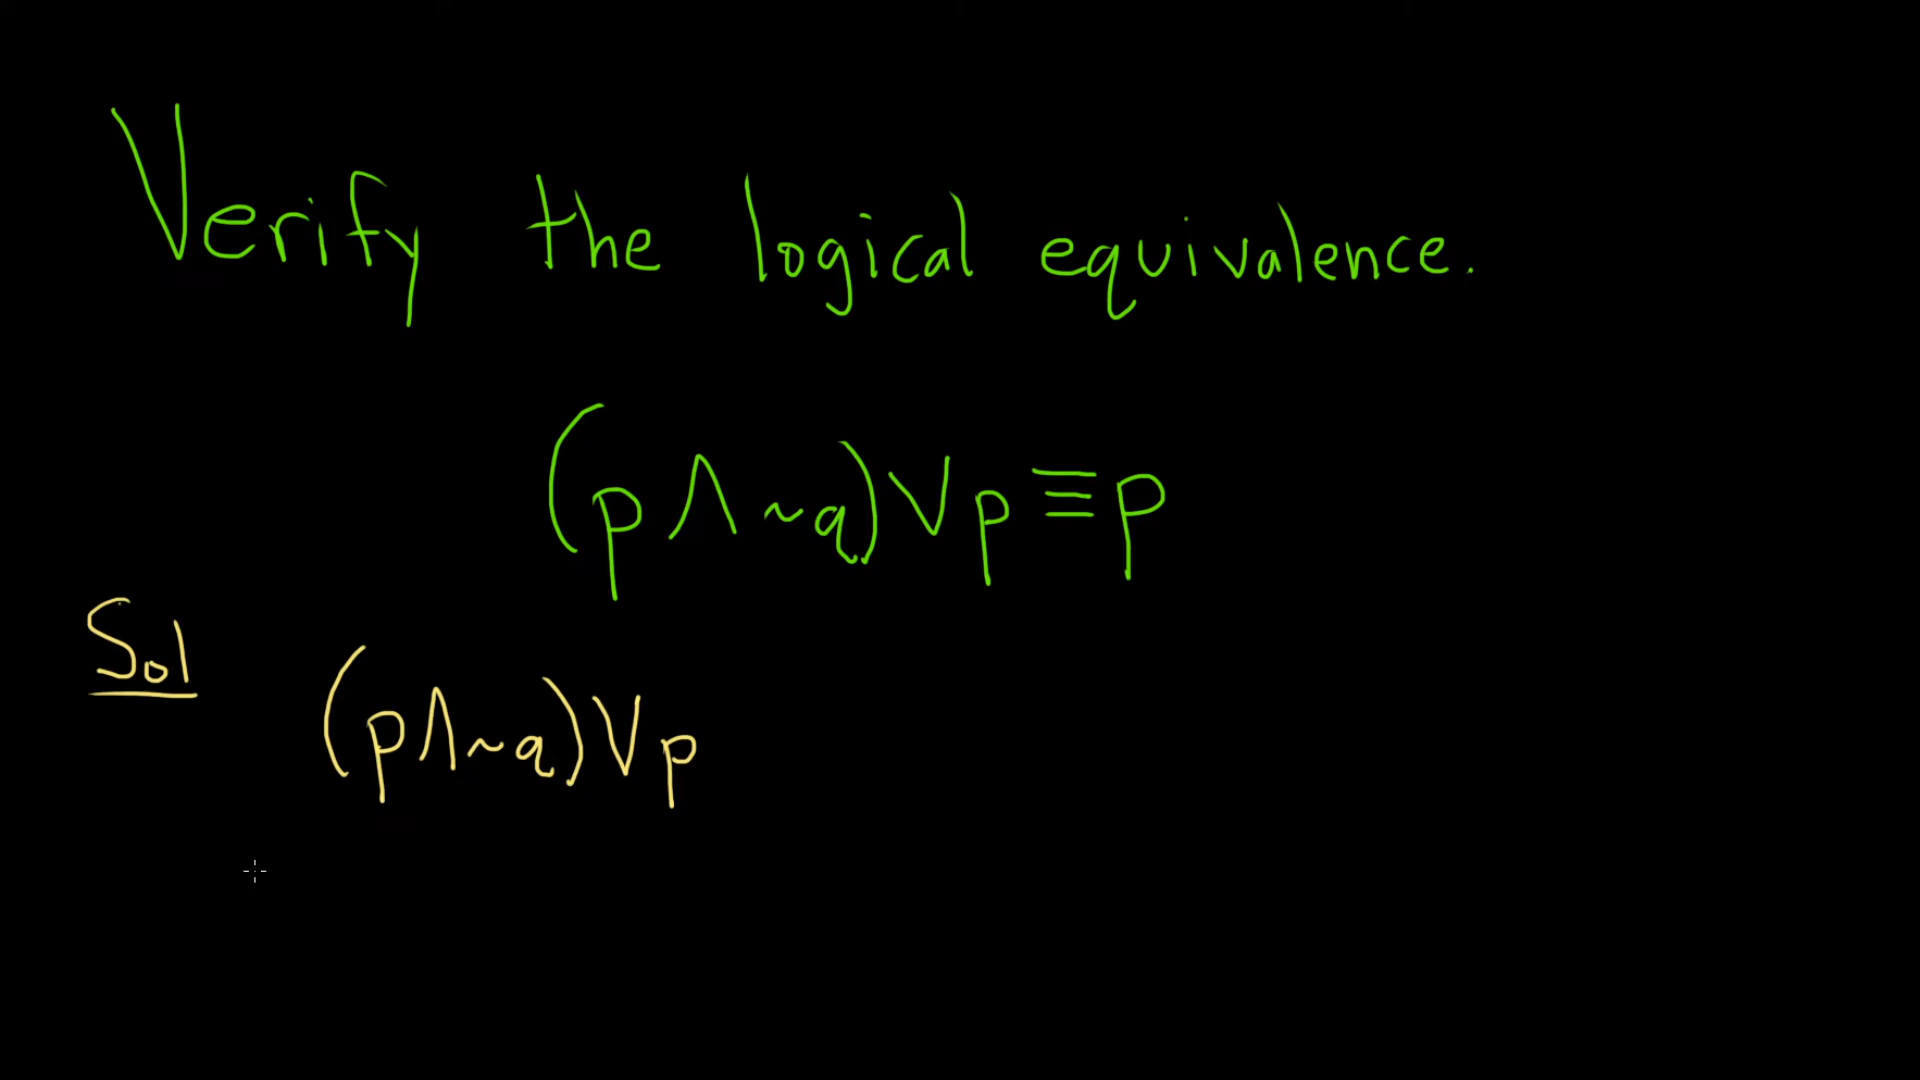 Verify the logical equivalence.
(p ∧ ~q) ∨ p ≡ p
Sol (p ∧ ~q) ∨ p